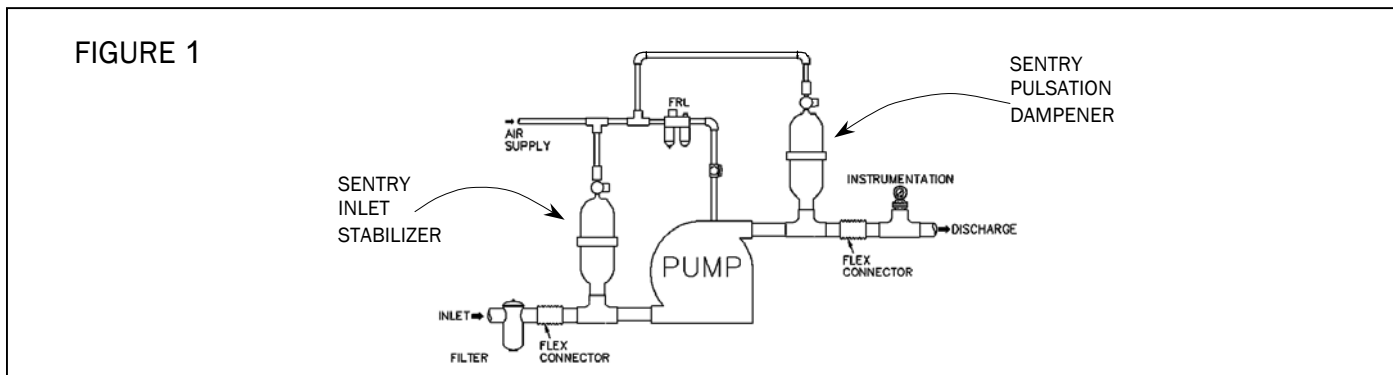 FIGURE 1
SENTRY
PULSATION
DAMPENER
FRL
AIR
SUPPLY
SENTRY
INLET
STABILIZER
INSTRUMENTATION
DISCHARGE
FLEX
CONNECTOR
PUMP
INLET
FILTER
FLEX
CONNECTOR